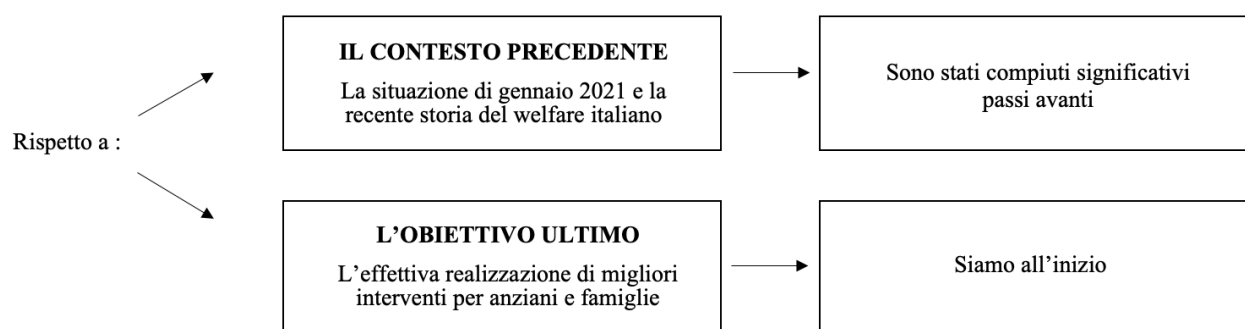 Rispetto a :
IL CONTESTO PRECEDENTE
La situazione di gennaio 2021 e la
recente storia del welfare italiano
Sono stati compiuti significativi
passi avanti
L’OBIETTIVO ULTIMO
L’effettiva realizzazione di migliori
interventi per anziani e famiglie
Siamo all’inizio